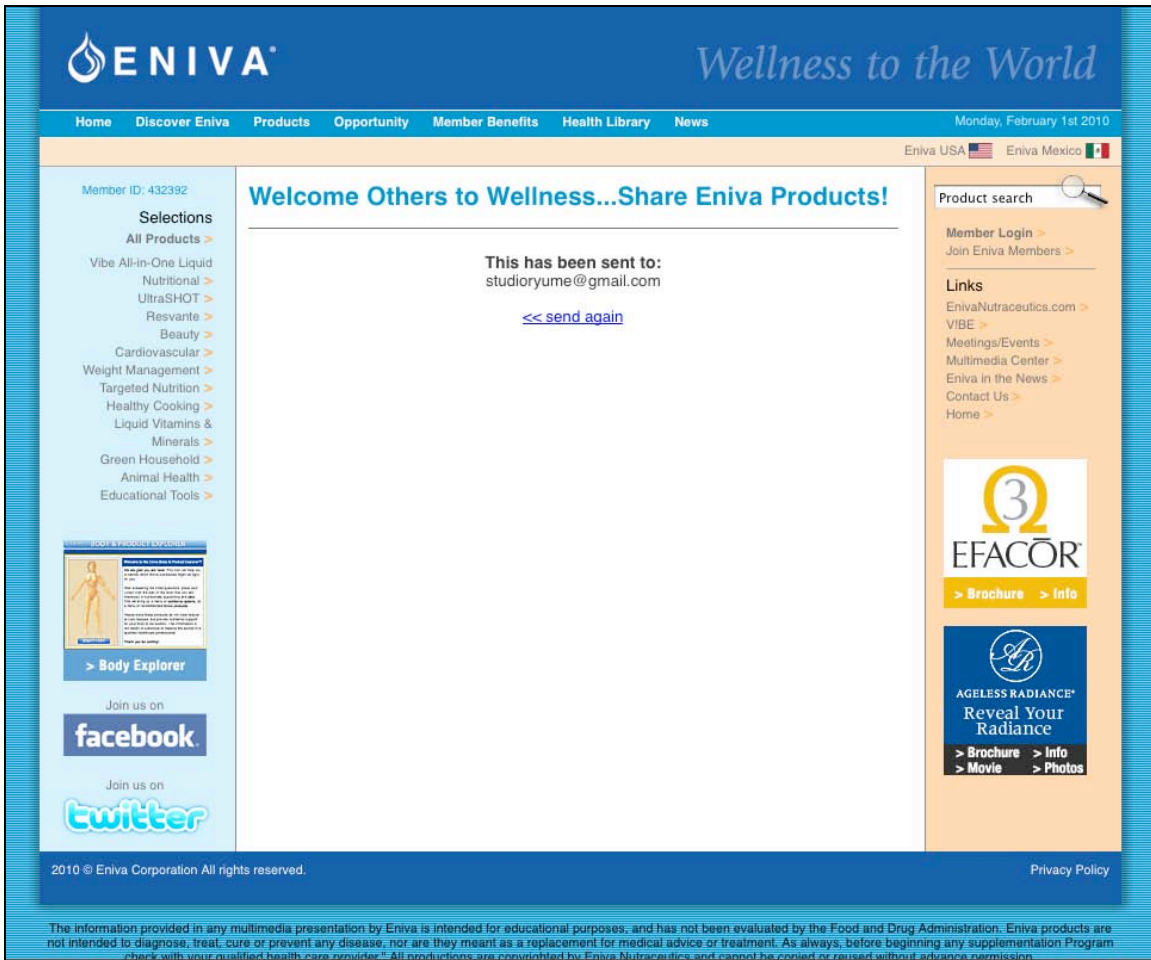 ENIVA®
Wellness to the World
Home Discover Eniva Products Opportunity Member Benefits Health Library News
Monday, February 1st 2010
Eniva USA Eniva Mexico
Member ID: 432392
Selections
All Products >
Vibe All-in-One Liquid
Nutritional >
UltraSHOT >
Resvante >
Beauty >
Cardiovascular >
Weight Management >
Targeted Nutrition >
Healthy Cooking >
Liquid Vitamins &
Minerals >
Green Household >
Animal Health >
Educational Tools >
BODY & PRODUCT EXPLORER
> Body Explorer
Join us on
facebook.
Join us on
twitter
Welcome Others to Wellness...Share Eniva Products!
This has been sent to:
studioryume@gmail.com
<< send again
Product search
Member Login >
Join Eniva Members >
Links
EnivaNutraceutics.com >
V!BE >
Meetings/Events >
Multimedia Center >
Eniva in the News >
Contact Us >
Home >
3
EFACŌR™
> Brochure > Info
AR
AGELESS RADIANCE®
Reveal Your
Radiance
> Brochure > Info
> Movie > Photos
2010 © Eniva Corporation All rights reserved.
Privacy Policy
The information provided in any multimedia presentation by Eniva is intended for educational purposes, and has not been evaluated by the Food and Drug Administration. Eniva products are
not intended to diagnose, treat, cure or prevent any disease, nor are they meant as a replacement for medical advice or treatment. As always, before beginning any supplementation Program
check with your qualified health care provider." All productions are copyrighted by Eniva Nutraceutics and cannot be copied or reused without advance permission.